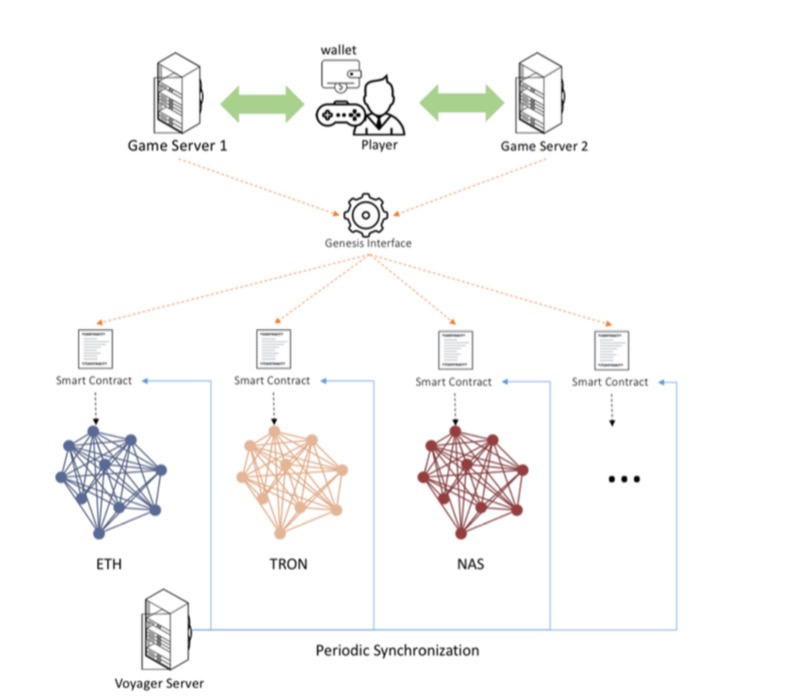 wallet
Game Server 1
Player
Game Server 2
Genesis Interface
Smart Contract
Smart Contract
Smart Contract
Smart Contract
...
ETH
TRON
NAS
Periodic Synchronization
Voyager Server